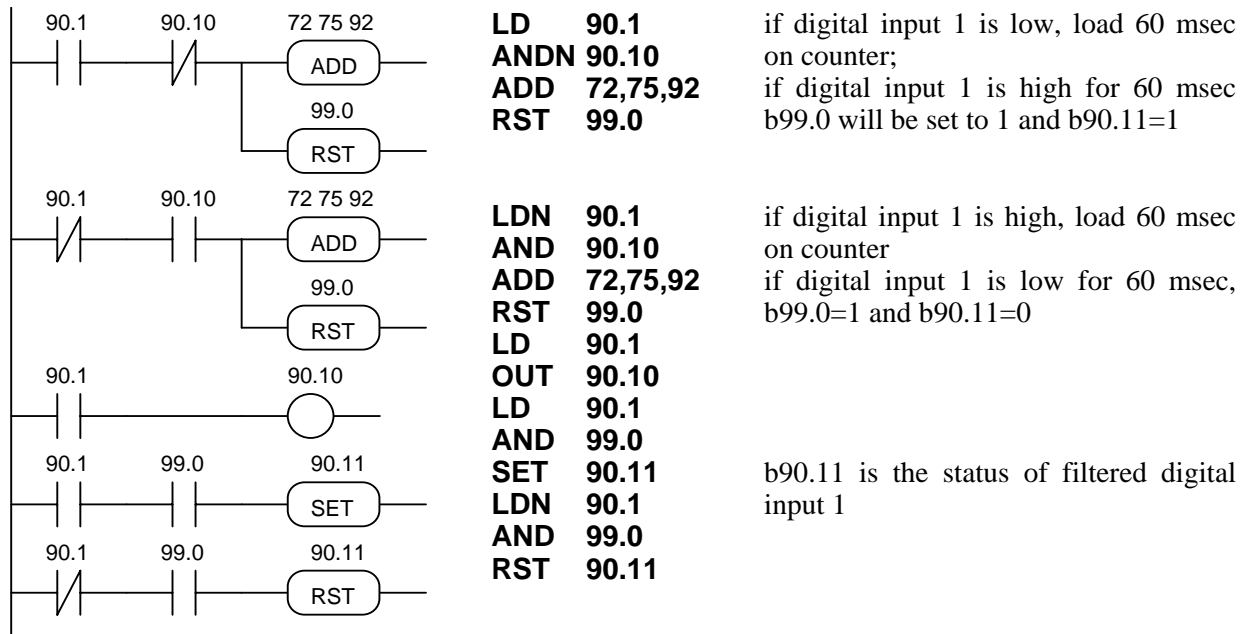 90.1 90.10 72 75 92
ADD
99.0
RST
90.1 90.10 72 75 92
ADD
99.0
RST
90.1 90.10
90.1 99.0 90.11
SET
90.1 99.0 90.11
RST
LD 90.1
ANDN 90.10
ADD 72,75,92
RST 99.0
LDN 90.1
AND 90.10
ADD 72,75,92
RST 99.0
LD 90.1
OUT 90.10
LD 90.1
AND 99.0
SET 90.11
LDN 90.1
AND 99.0
RST 90.11
if digital input 1 is low, load 60 msec
on counter;
if digital input 1 is high for 60 msec
b99.0 will be set to 1 and b90.11=1
if digital input 1 is high, load 60 msec
on counter
if digital input 1 is low for 60 msec,
b99.0=1 and b90.11=0
b90.11 is the status of filtered digital
input 1